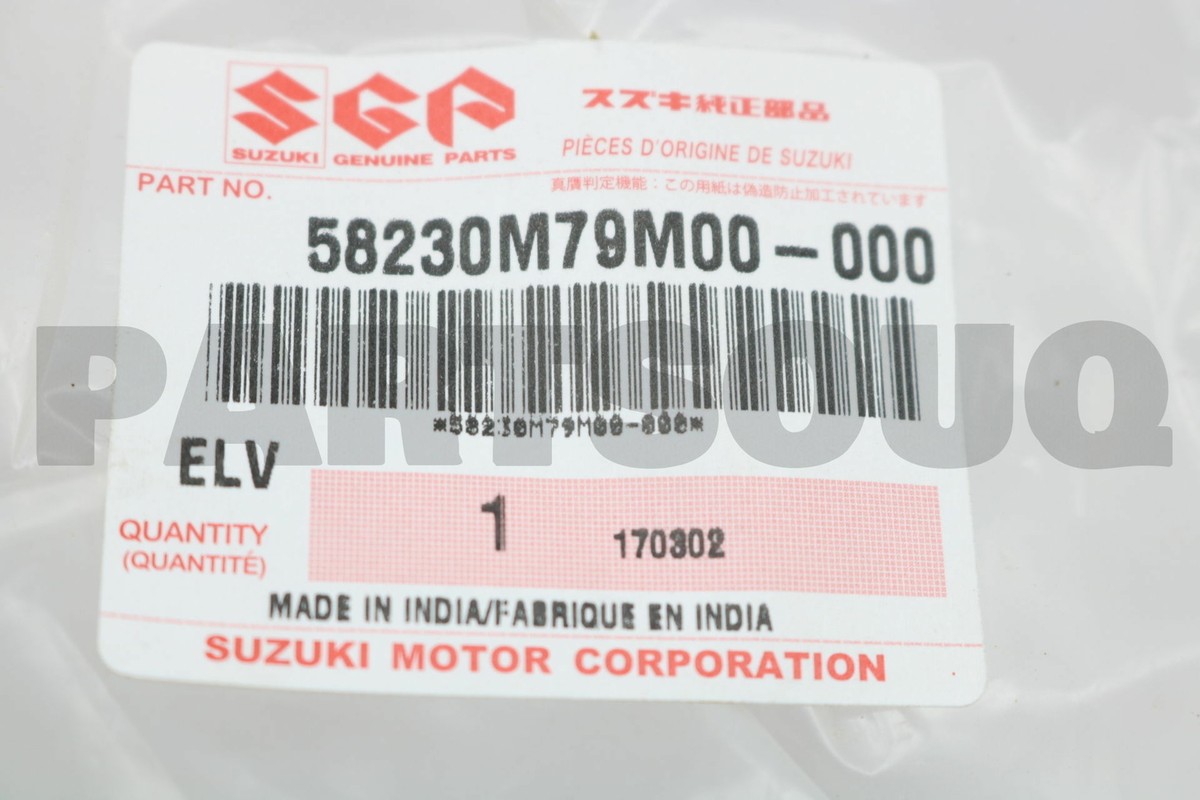 SGP
スズキ純正部品
SUZUKI GENUINE PARTS
PIÈCES D'ORIGINE DE SUZUKI
PART NO.
真贋判定機能：この用紙は偽造防止加工されています
58230M79M00-000
*58230M79M00-000*
PARTSOUQ
ELV
QUANTITY
(QUANTITÉ)
1 170302
MADE IN INDIA/FABRIQUE EN INDIA
SUZUKI MOTOR CORPORATION